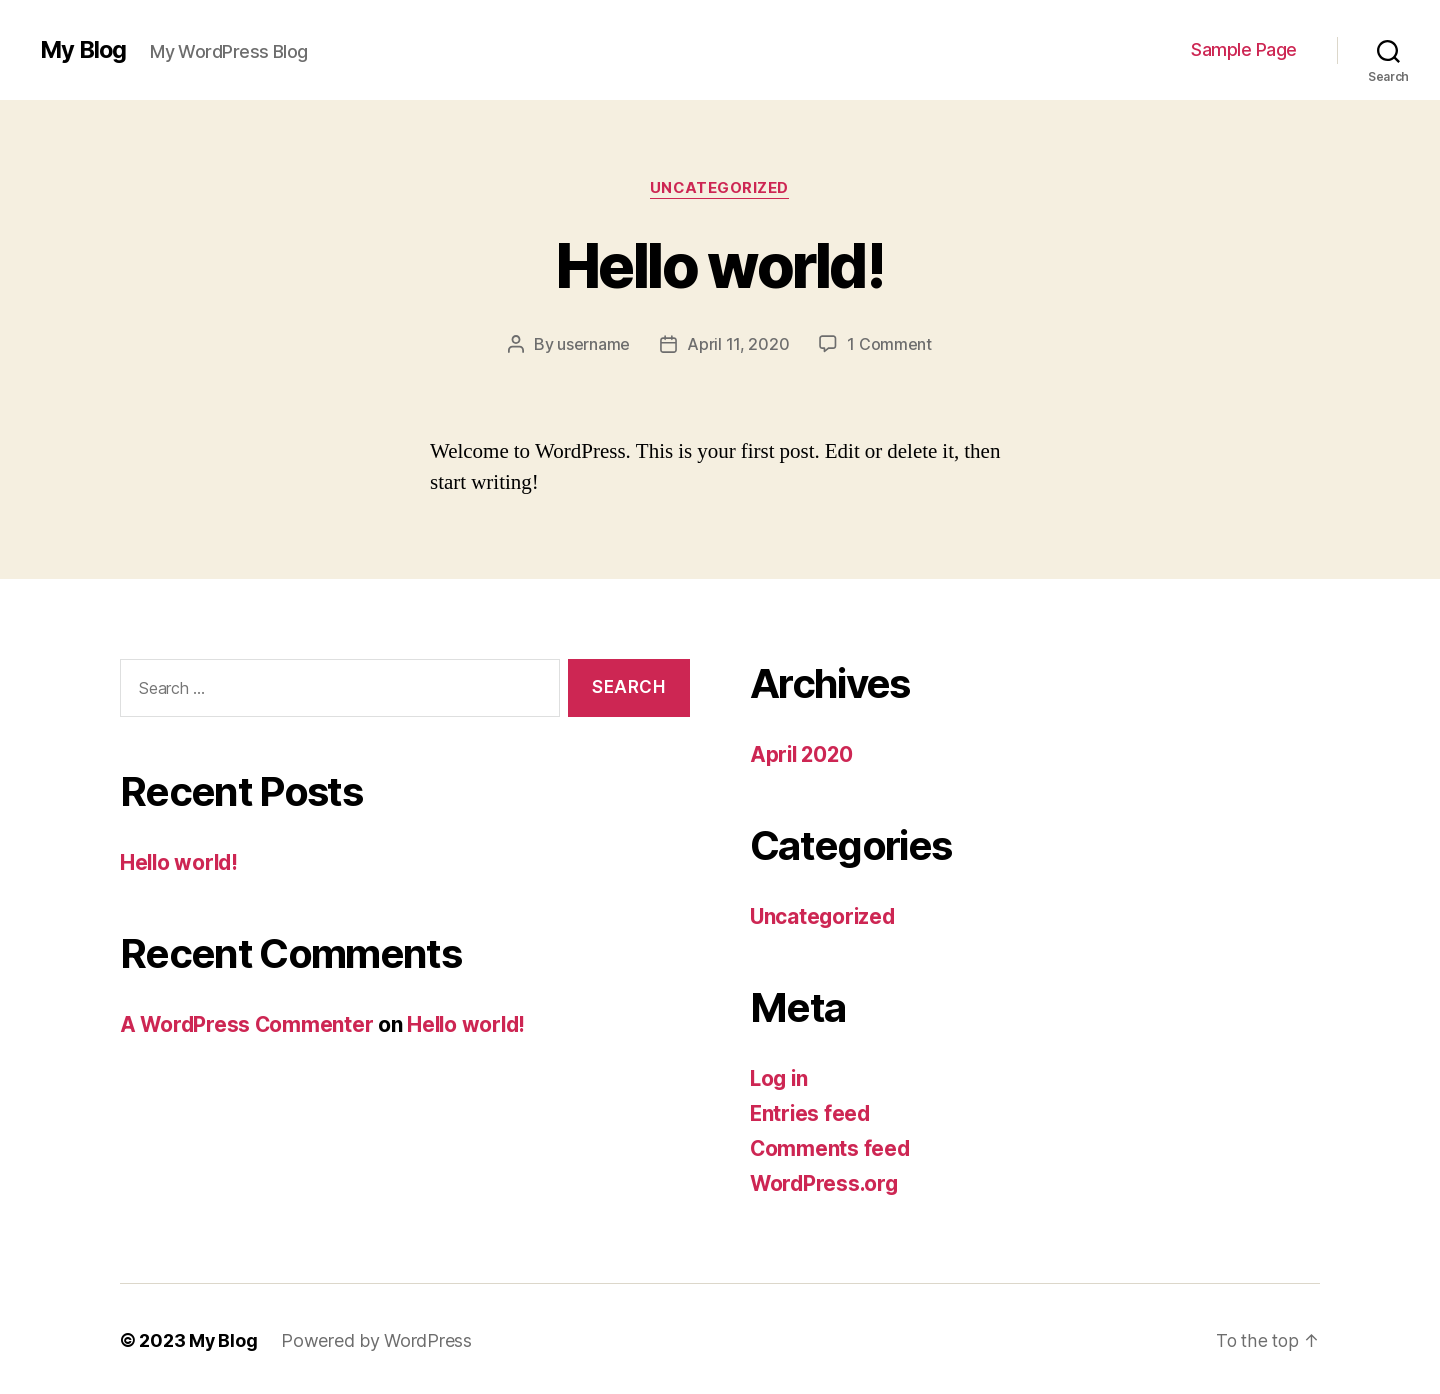 My Blog
My WordPress Blog
Sample Page
Search
UNCATEGORIZED
Hello world!
By username
April 11, 2020
1 Comment
Welcome to WordPress. This is your first post. Edit or delete it, then
start writing!
Search …
SEARCH
Recent Posts
Hello world!
Recent Comments
A WordPress Commenter on Hello world!
Archives
April 2020
Categories
Uncategorized
Meta
Log in
Entries feed
Comments feed
WordPress.org
© 2023 My Blog
Powered by WordPress
To the top ↑